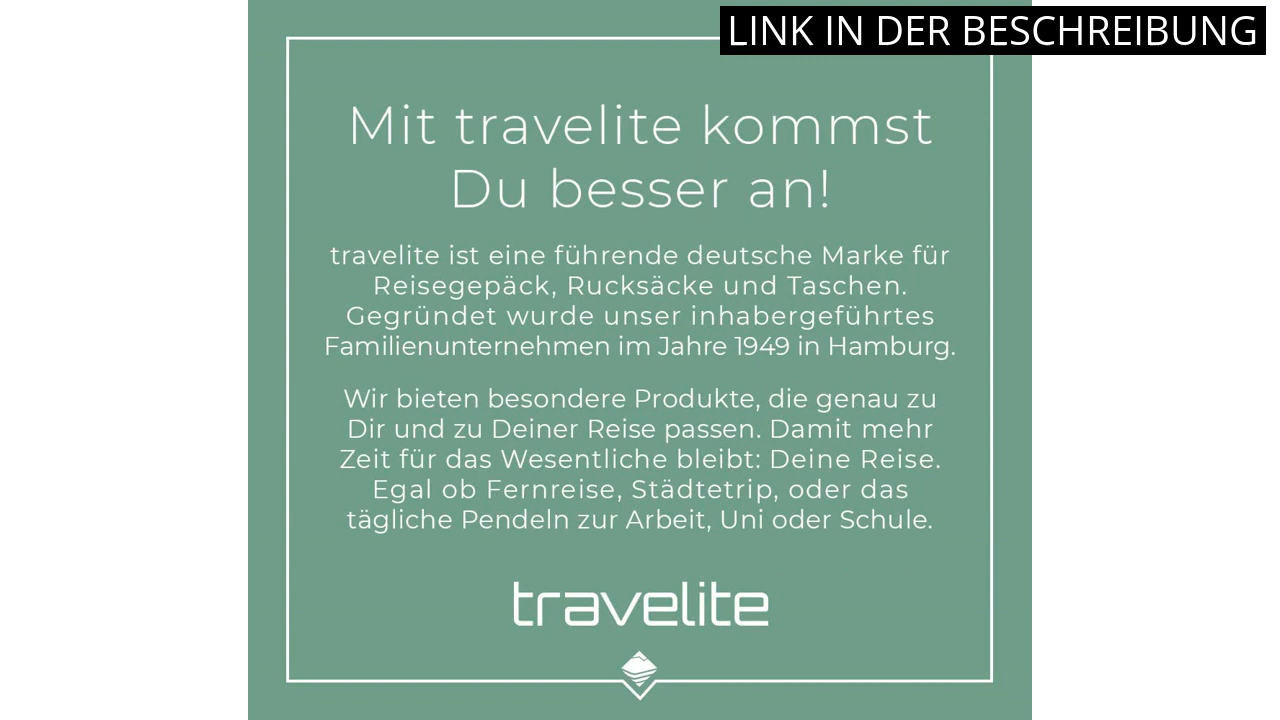 LINK IN DER BESCHREIBUNG
Mit travelite kommst
Du besser an!
travelite ist eine führende deutsche Marke für
Reisegepäck, Rucksäcke und Taschen.
Gegründet wurde unser inhabergeführtes
Familienunternehmen im Jahre 1949 in Hamburg.
Wir bieten besondere Produkte, die genau zu
Dir und zu Deiner Reise passen. Damit mehr
Zeit für das Wesentliche bleibt: Deine Reise.
Egal ob Fernreise, Städtetrip, oder das
tägliche Pendeln zur Arbeit, Uni oder Schule.
travelite